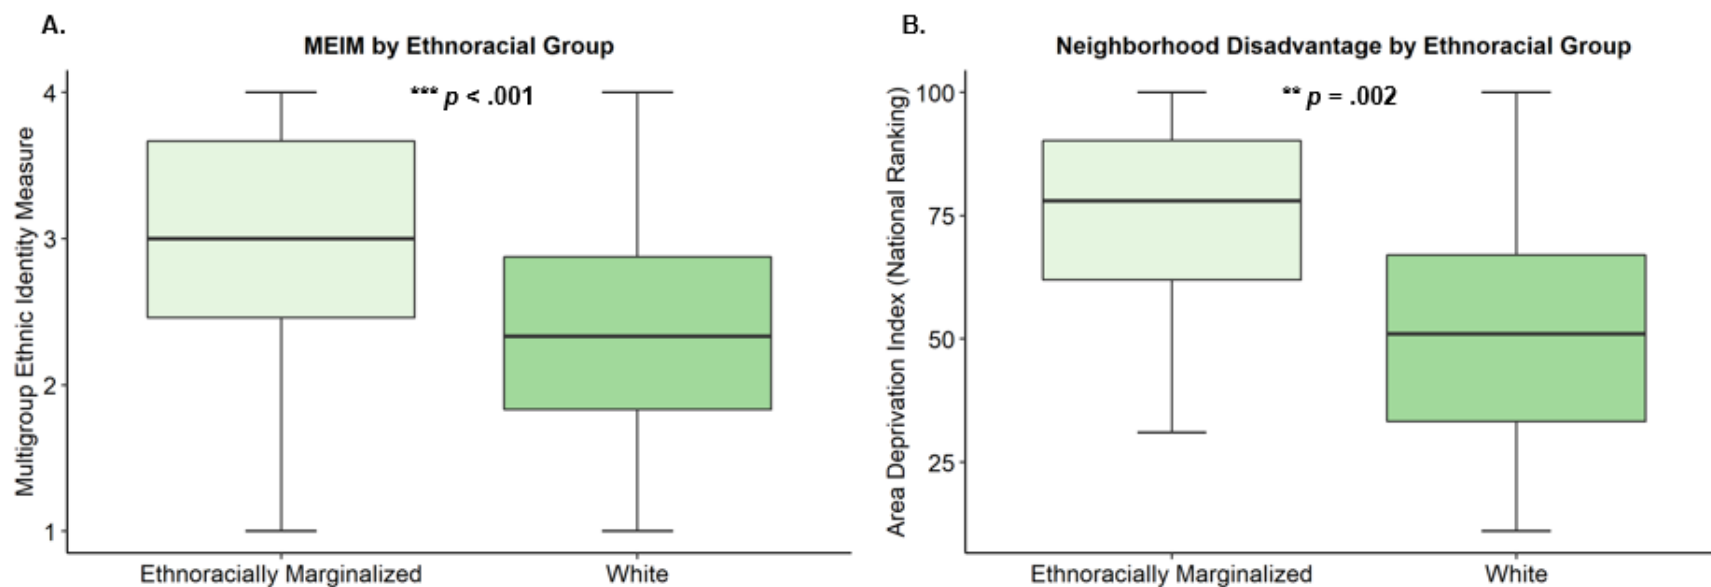 A.
MEIM by Ethnoracial Group
*** p < .001
Multigroup Ethnic Identity Measure
4
3
2
1
Ethnoracially Marginalized
White
B.
Neighborhood Disadvantage by Ethnoracial Group
** p = .002
Area Deprivation Index (National Ranking)
100
75
50
25
Ethnoracially Marginalized
White